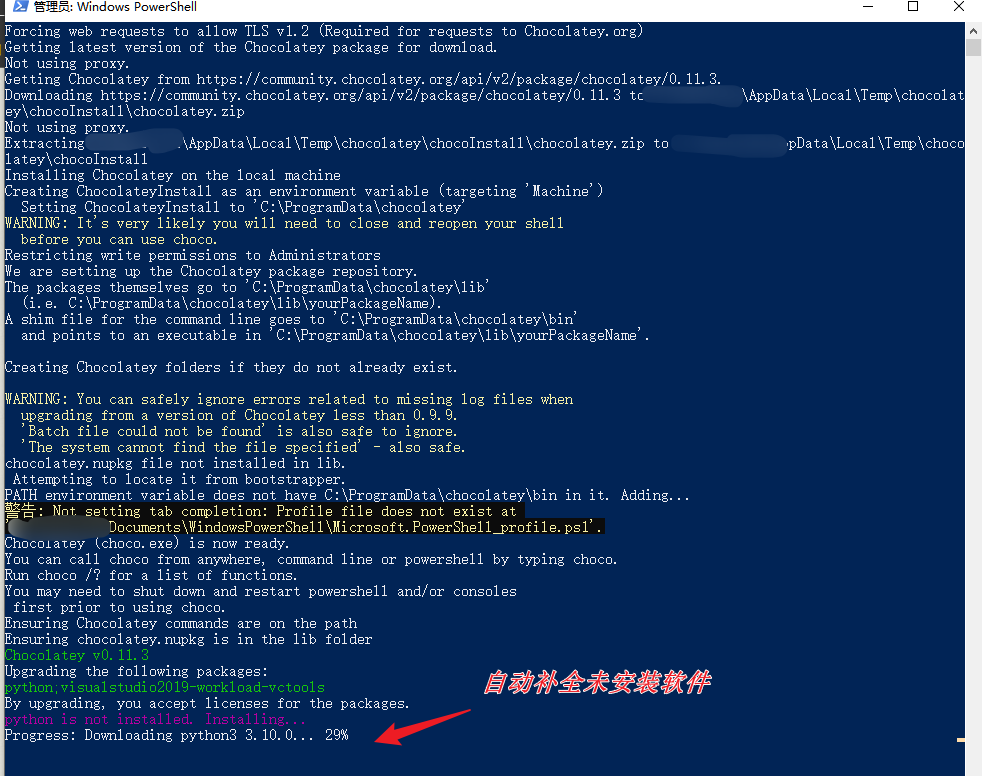 管理员: Windows PowerShell
Forcing web requests to allow TLS v1.2 (Required for requests to Chocolatey.org)
Getting latest version of the Chocolatey package for download.
Not using proxy.
Getting Chocolatey from https://community.chocolatey.org/api/v2/package/chocolatey/0.11.3.
Downloading https://community.chocolatey.org/api/v2/package/chocolatey/0.11.3 to \AppData\Local\Temp\chocolat
ey\chocoInstall\chocolatey.zip
Not using proxy.
Extracting \AppData\Local\Temp\chocolatey\chocoInstall\chocolatey.zip to pData\Local\Temp\choco
latey\chocoInstall
Installing Chocolatey on the local machine
Creating ChocolateyInstall as an environment variable (targeting 'Machine')
  Setting ChocolateyInstall to 'C:\ProgramData\chocolatey'
WARNING: It's very likely you will need to close and reopen your shell
  before you can use choco.
Restricting write permissions to Administrators
We are setting up the Chocolatey package repository.
The packages themselves go to 'C:\ProgramData\chocolatey\lib'
  (i.e. C:\ProgramData\chocolatey\lib\yourPackageName).
A shim file for the command line goes to 'C:\ProgramData\chocolatey\bin'
  and points to an executable in 'C:\ProgramData\chocolatey\lib\yourPackageName'.
Creating Chocolatey folders if they do not already exist.
WARNING: You can safely ignore errors related to missing log files when
  upgrading from a version of Chocolatey less than 0.9.9.
  'Batch file could not be found' is also safe to ignore.
  'The system cannot find the file specified' - also safe.
chocolatey.nupkg file not installed in lib.
 Attempting to locate it from bootstrapper.
PATH environment variable does not have C:\ProgramData\chocolatey\bin in it. Adding...
警告: Not setting tab completion: Profile file does not exist at
' Documents\WindowsPowerShell\Microsoft.PowerShell_profile.ps1'.
Chocolatey (choco.exe) is now ready.
You can call choco from anywhere, command line or powershell by typing choco.
Run choco /? for a list of functions.
You may need to shut down and restart powershell and/or consoles
 first prior to using choco.
Ensuring Chocolatey commands are on the path
Ensuring chocolatey.nupkg is in the lib folder
Chocolatey v0.11.3
Upgrading the following packages:
python;visualstudio2019-workload-vctools
By upgrading, you accept licenses for the packages.
python is not installed. Installing...
Progress: Downloading python3 3.10.0... 29%
自动补全未安装软件